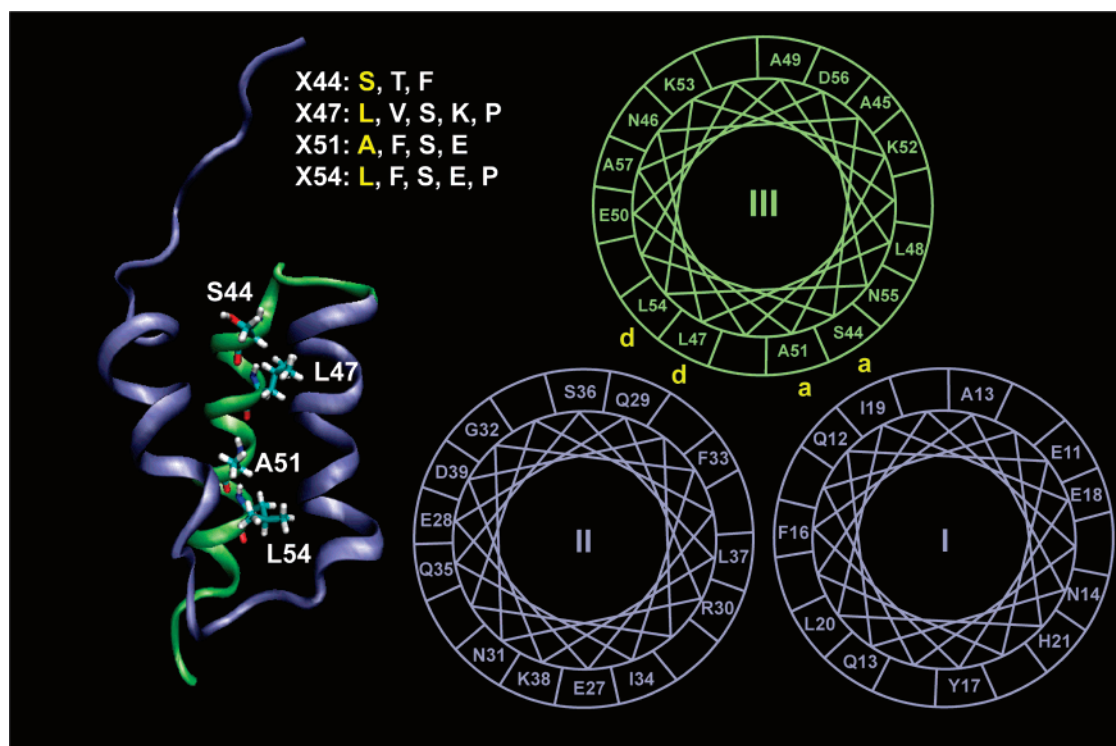 X44: S, T, F
X47: L, V, S, K, P
X51: A, F, S, E
X54: L, F, S, E, P
S44
L47
A51
L54
A49
D56
A45
K52
L48
N55
S44
A51
L47
L54
E50
A57
N46
K53
III
d
d
a
a
S36
Q29
F33
L37
R30
I34
E27
K38
N31
Q35
E28
D39
G32
II
A13
E11
E18
N14
H21
Y17
Q13
L20
F16
Q12
I19
I